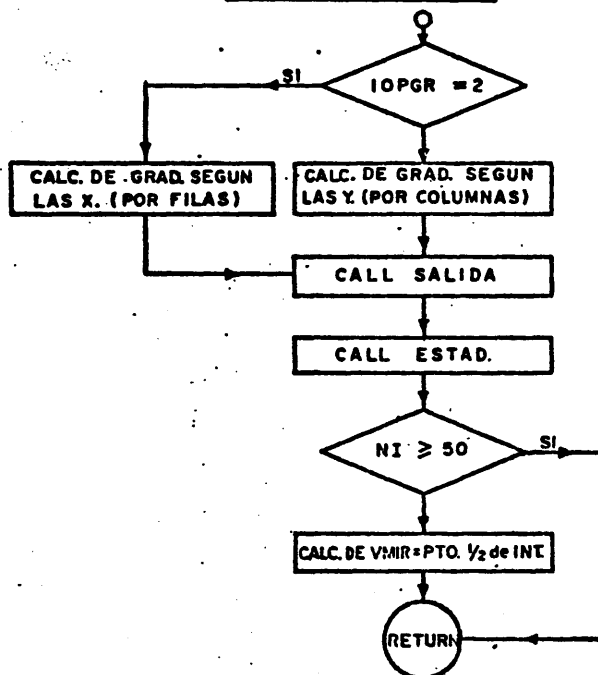 IOPGR = 2
SI
CALC. DE GRAD. SEGUN
LAS X. (POR FILAS)
CALC. DE GRAD. SEGUN
LAS Y. (POR COLUMNAS)
CALL SALIDA
CALL ESTAD.
NI ≥ 50
SI
CALC. DE VMIR = PTO. 1/2 de INT.
RETURN